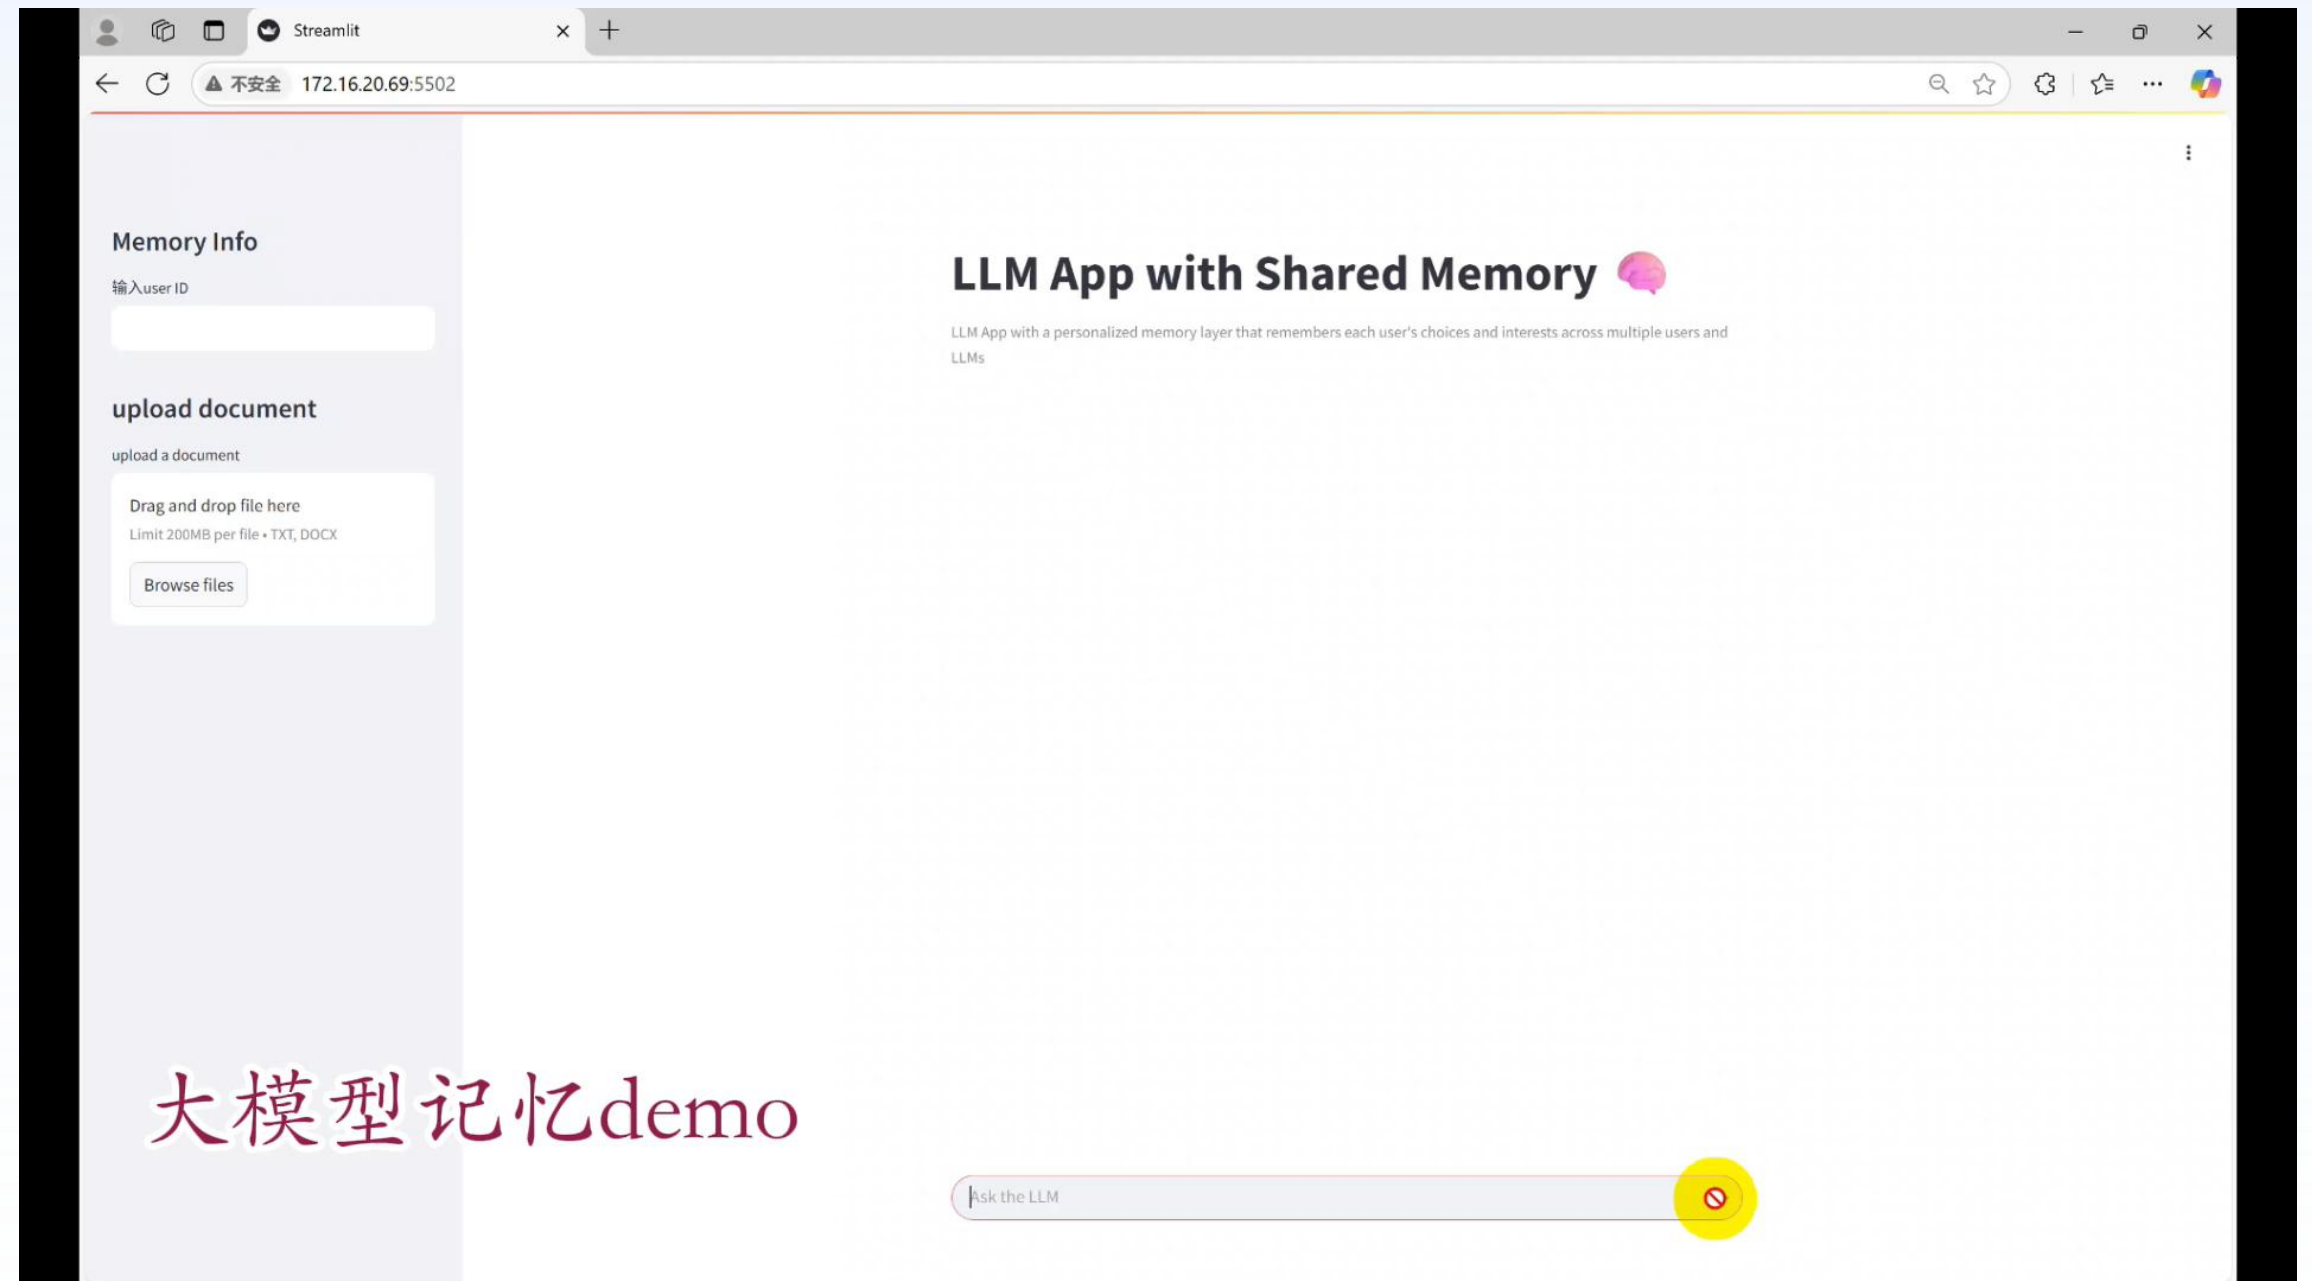 Streamlit
不安全 172.16.20.69:5502
Memory Info
输入user ID
upload document
upload a document
Drag and drop file here
Limit 200MB per file • TXT, DOCX
Browse files
LLM App with Shared Memory
LLM App with a personalized memory layer that remembers each user's choices and interests across multiple users and
LLMs
大模型记忆demo
Ask the LLM